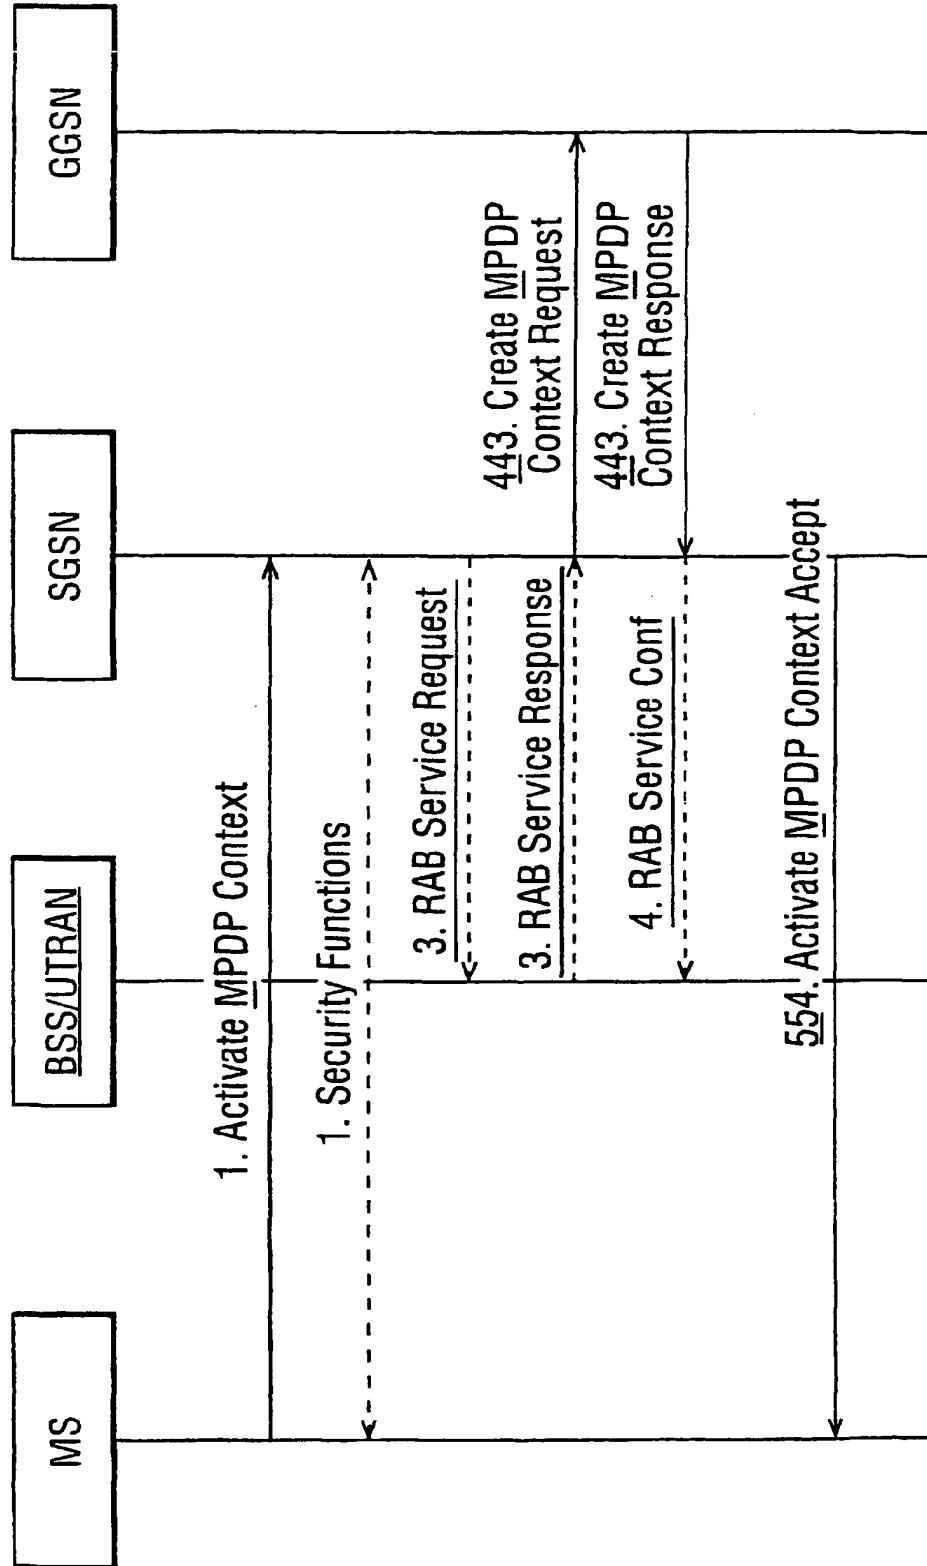 MS
BSS/UTRAN
SGSN
GGSN
1. Activate MPDP Context
1. Security Functions
3. RAB Service Request
3. RAB Service Response
443. Create MPDP
Context Request
4. RAB Service Conf
443. Create MPDP
Context Response
554. Activate MPDP Context Accept